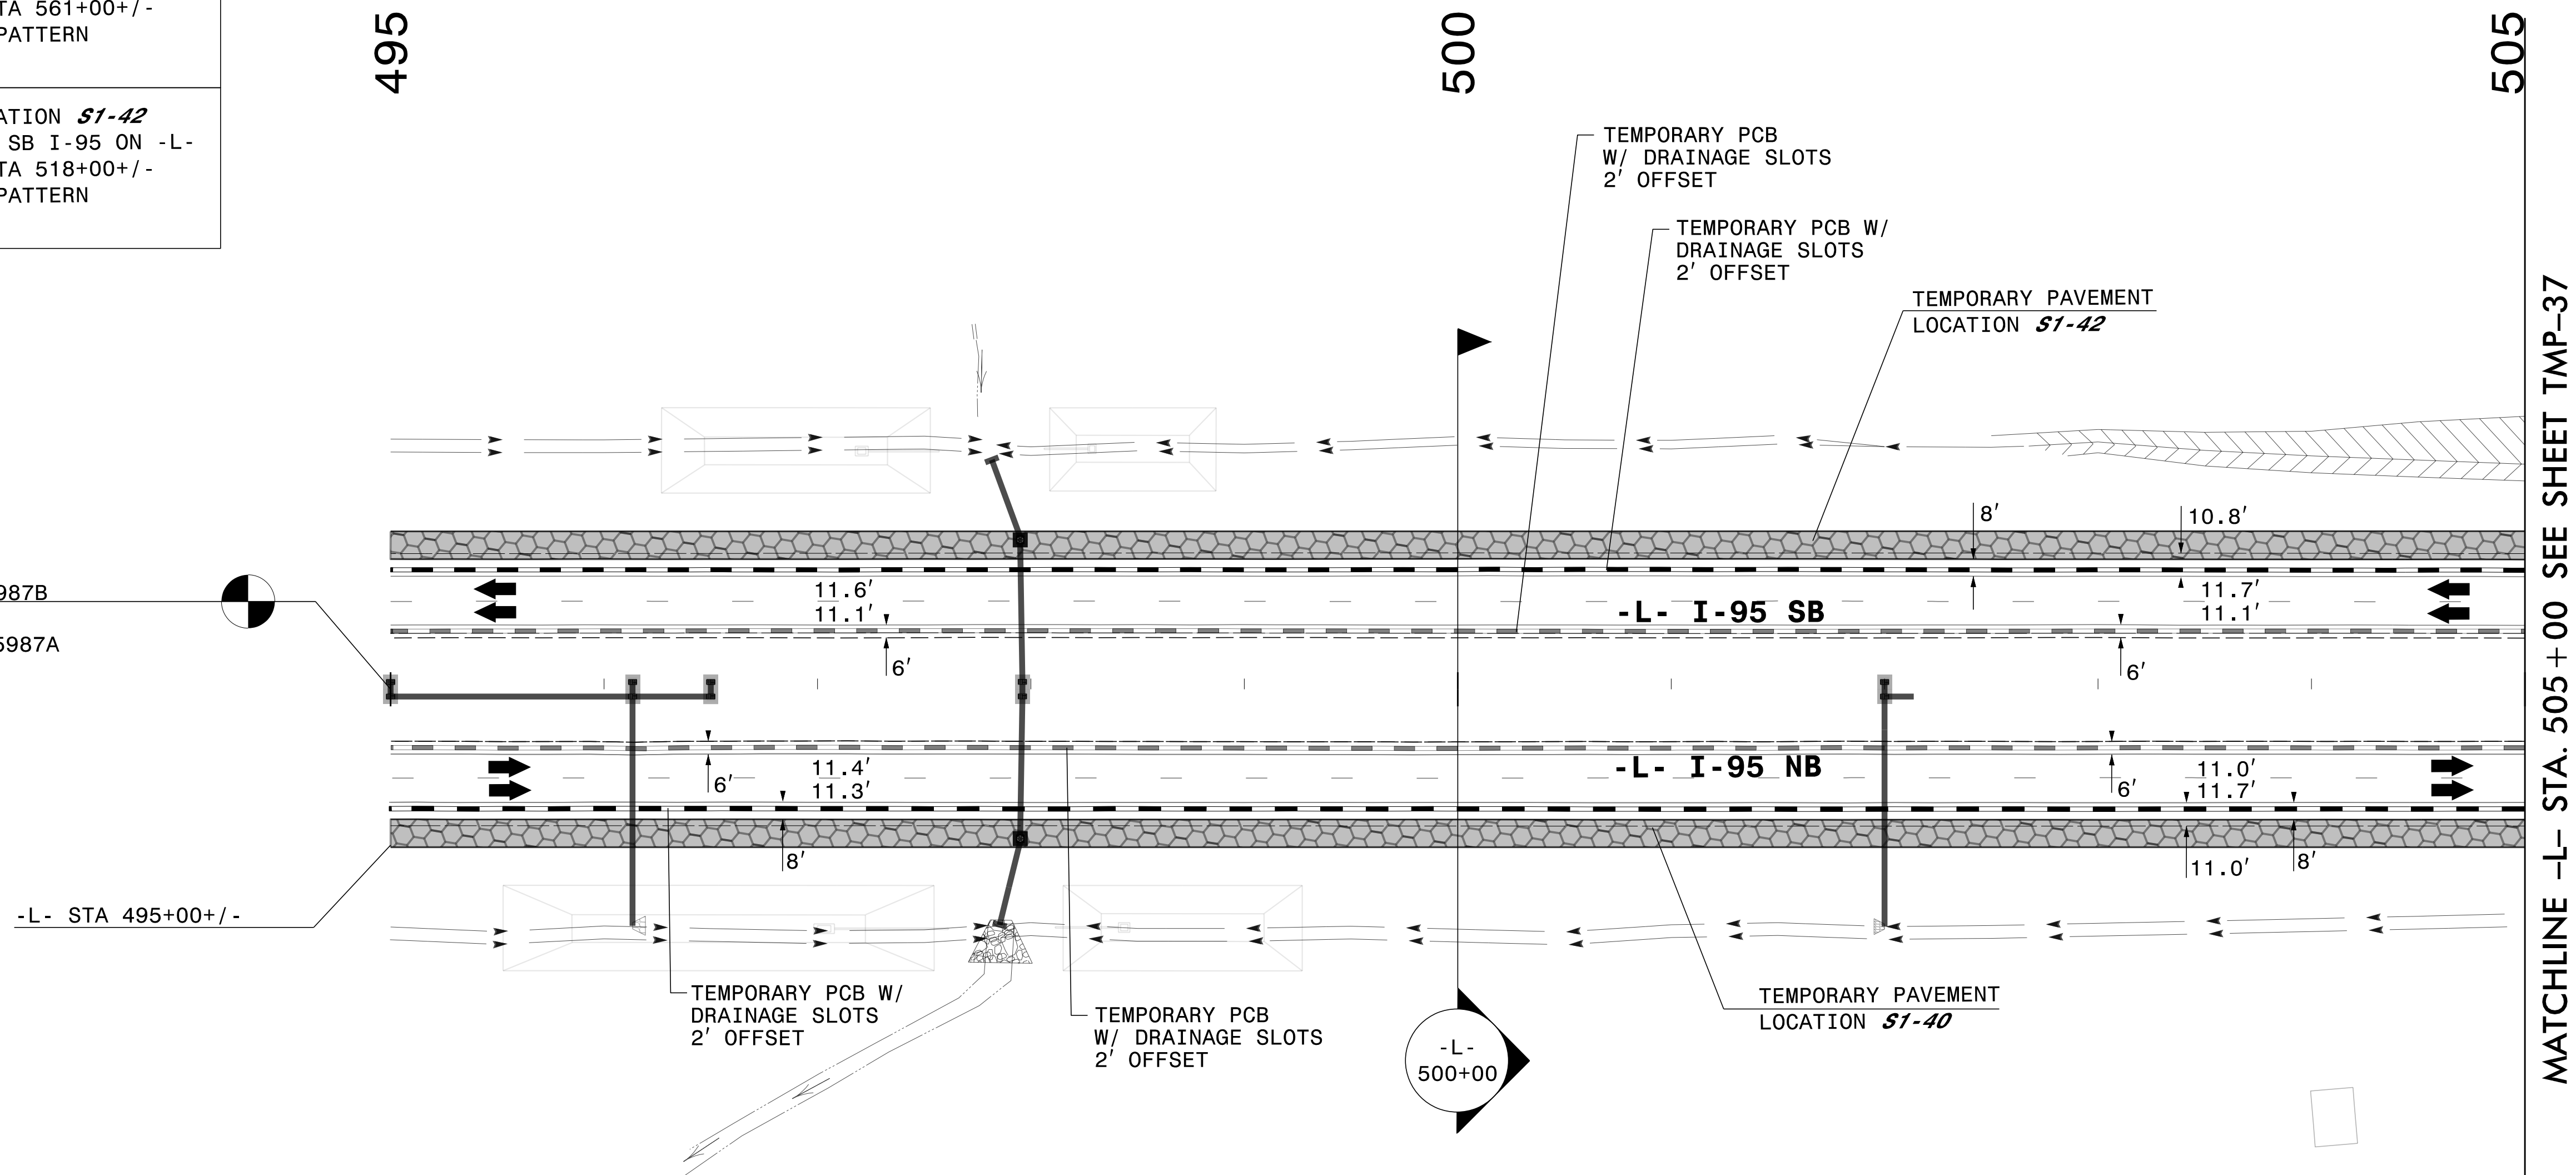 TA 561+00+/-
PATTERN
ATION S1-42
SB I-95 ON -L-
TA 518+00+/-
PATTERN
495
500
505
TEMPORARY PCB
W/ DRAINAGE SLOTS
2' OFFSET
TEMPORARY PCB W/
DRAINAGE SLOTS
2' OFFSET
TEMPORARY PAVEMENT
LOCATION S1-42
8'
10.8'
987B
5987A
11.6'
11.1'
-L- I-95 SB
11.7'
11.1'
6'
6'
11.4'
11.3'
6'
-L- I-95 NB
11.0'
11.7'
6'
8'
11.0'
8'
-L- STA 495+00+/-
TEMPORARY PCB W/
DRAINAGE SLOTS
2' OFFSET
TEMPORARY PCB
W/ DRAINAGE SLOTS
2' OFFSET
TEMPORARY PAVEMENT
LOCATION S1-40
-L-
500+00
MATCHLINE -L- STA. 505+00 SEE SHEET TMP-37